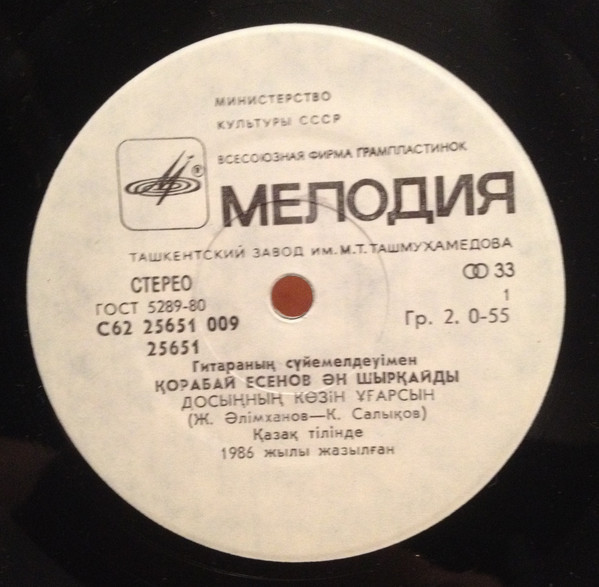 МИНИСТЕРСТВО
КУЛЬТУРЫ СССР
ВСЕСОЮЗНАЯ ФИРМА ГРАМПЛАСТИНОК
®
МЕЛОДИЯ
ТАШКЕНТСКИЙ ЗАВОД ИМ. М.Т. ТАШМУХАМЕДОВА
СТЕРЕО
33
ГОСТ 5289-80
1
С62 25651 009
Гр. 2. 0-55
25651
Гитараның сүйемелдеуімен
ҚОРАБАЙ ЕСЕНОВ ӘН ШЫРҚАЙДЫ
ДОСЫҢНЫҢ КӨЗІН ҰҒАРСЫН
(Ж. Әлімханов—К. Салықов)
Қазақ тілінде
1986 жылы жазылған